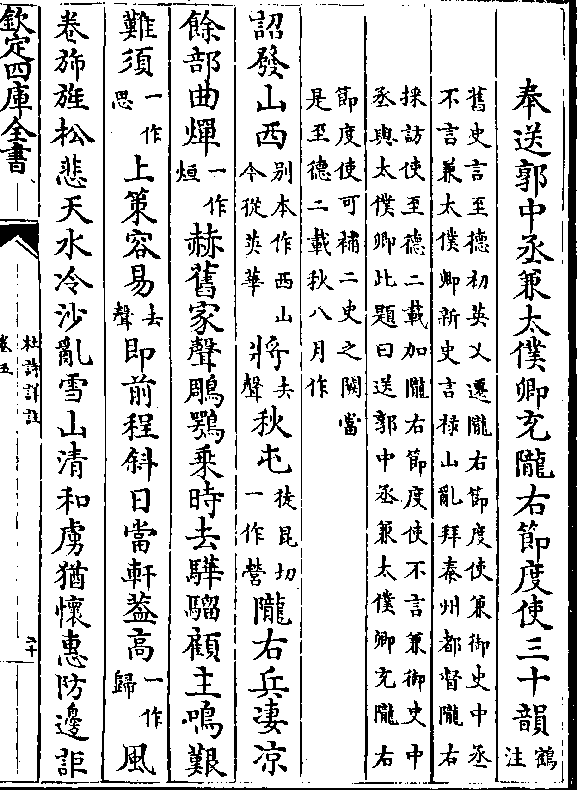 奉送郭中丞兼太僕卿充隴右節度使三十韻鶴注
舊史言至德初英乂遷隴右節度使兼御史中丞
不言兼太僕卿新史言禄山亂拜秦州都督隴右
採訪使至德二載加隴右節度使不言兼御史中
丞與太僕卿此題曰送郭中丞兼太僕卿充隴右
節度使可補二史之闕當
是至德二載秋八月作
詔發山西别本作西山今從英華將去聲秋屯徒昆切一作營隴右兵凄凉
餘部曲燀一作烜赫舊家聲鵰鶚乘時去驊騮顧主鳴艱
難須一作思上策容易去聲即前程斜日當軒葢高一作歸風
卷斾旌松悲天水冷沙亂雪山清和虜猶懷惠防邊詎
欽定四庫全書
杜詩詳註
卷五